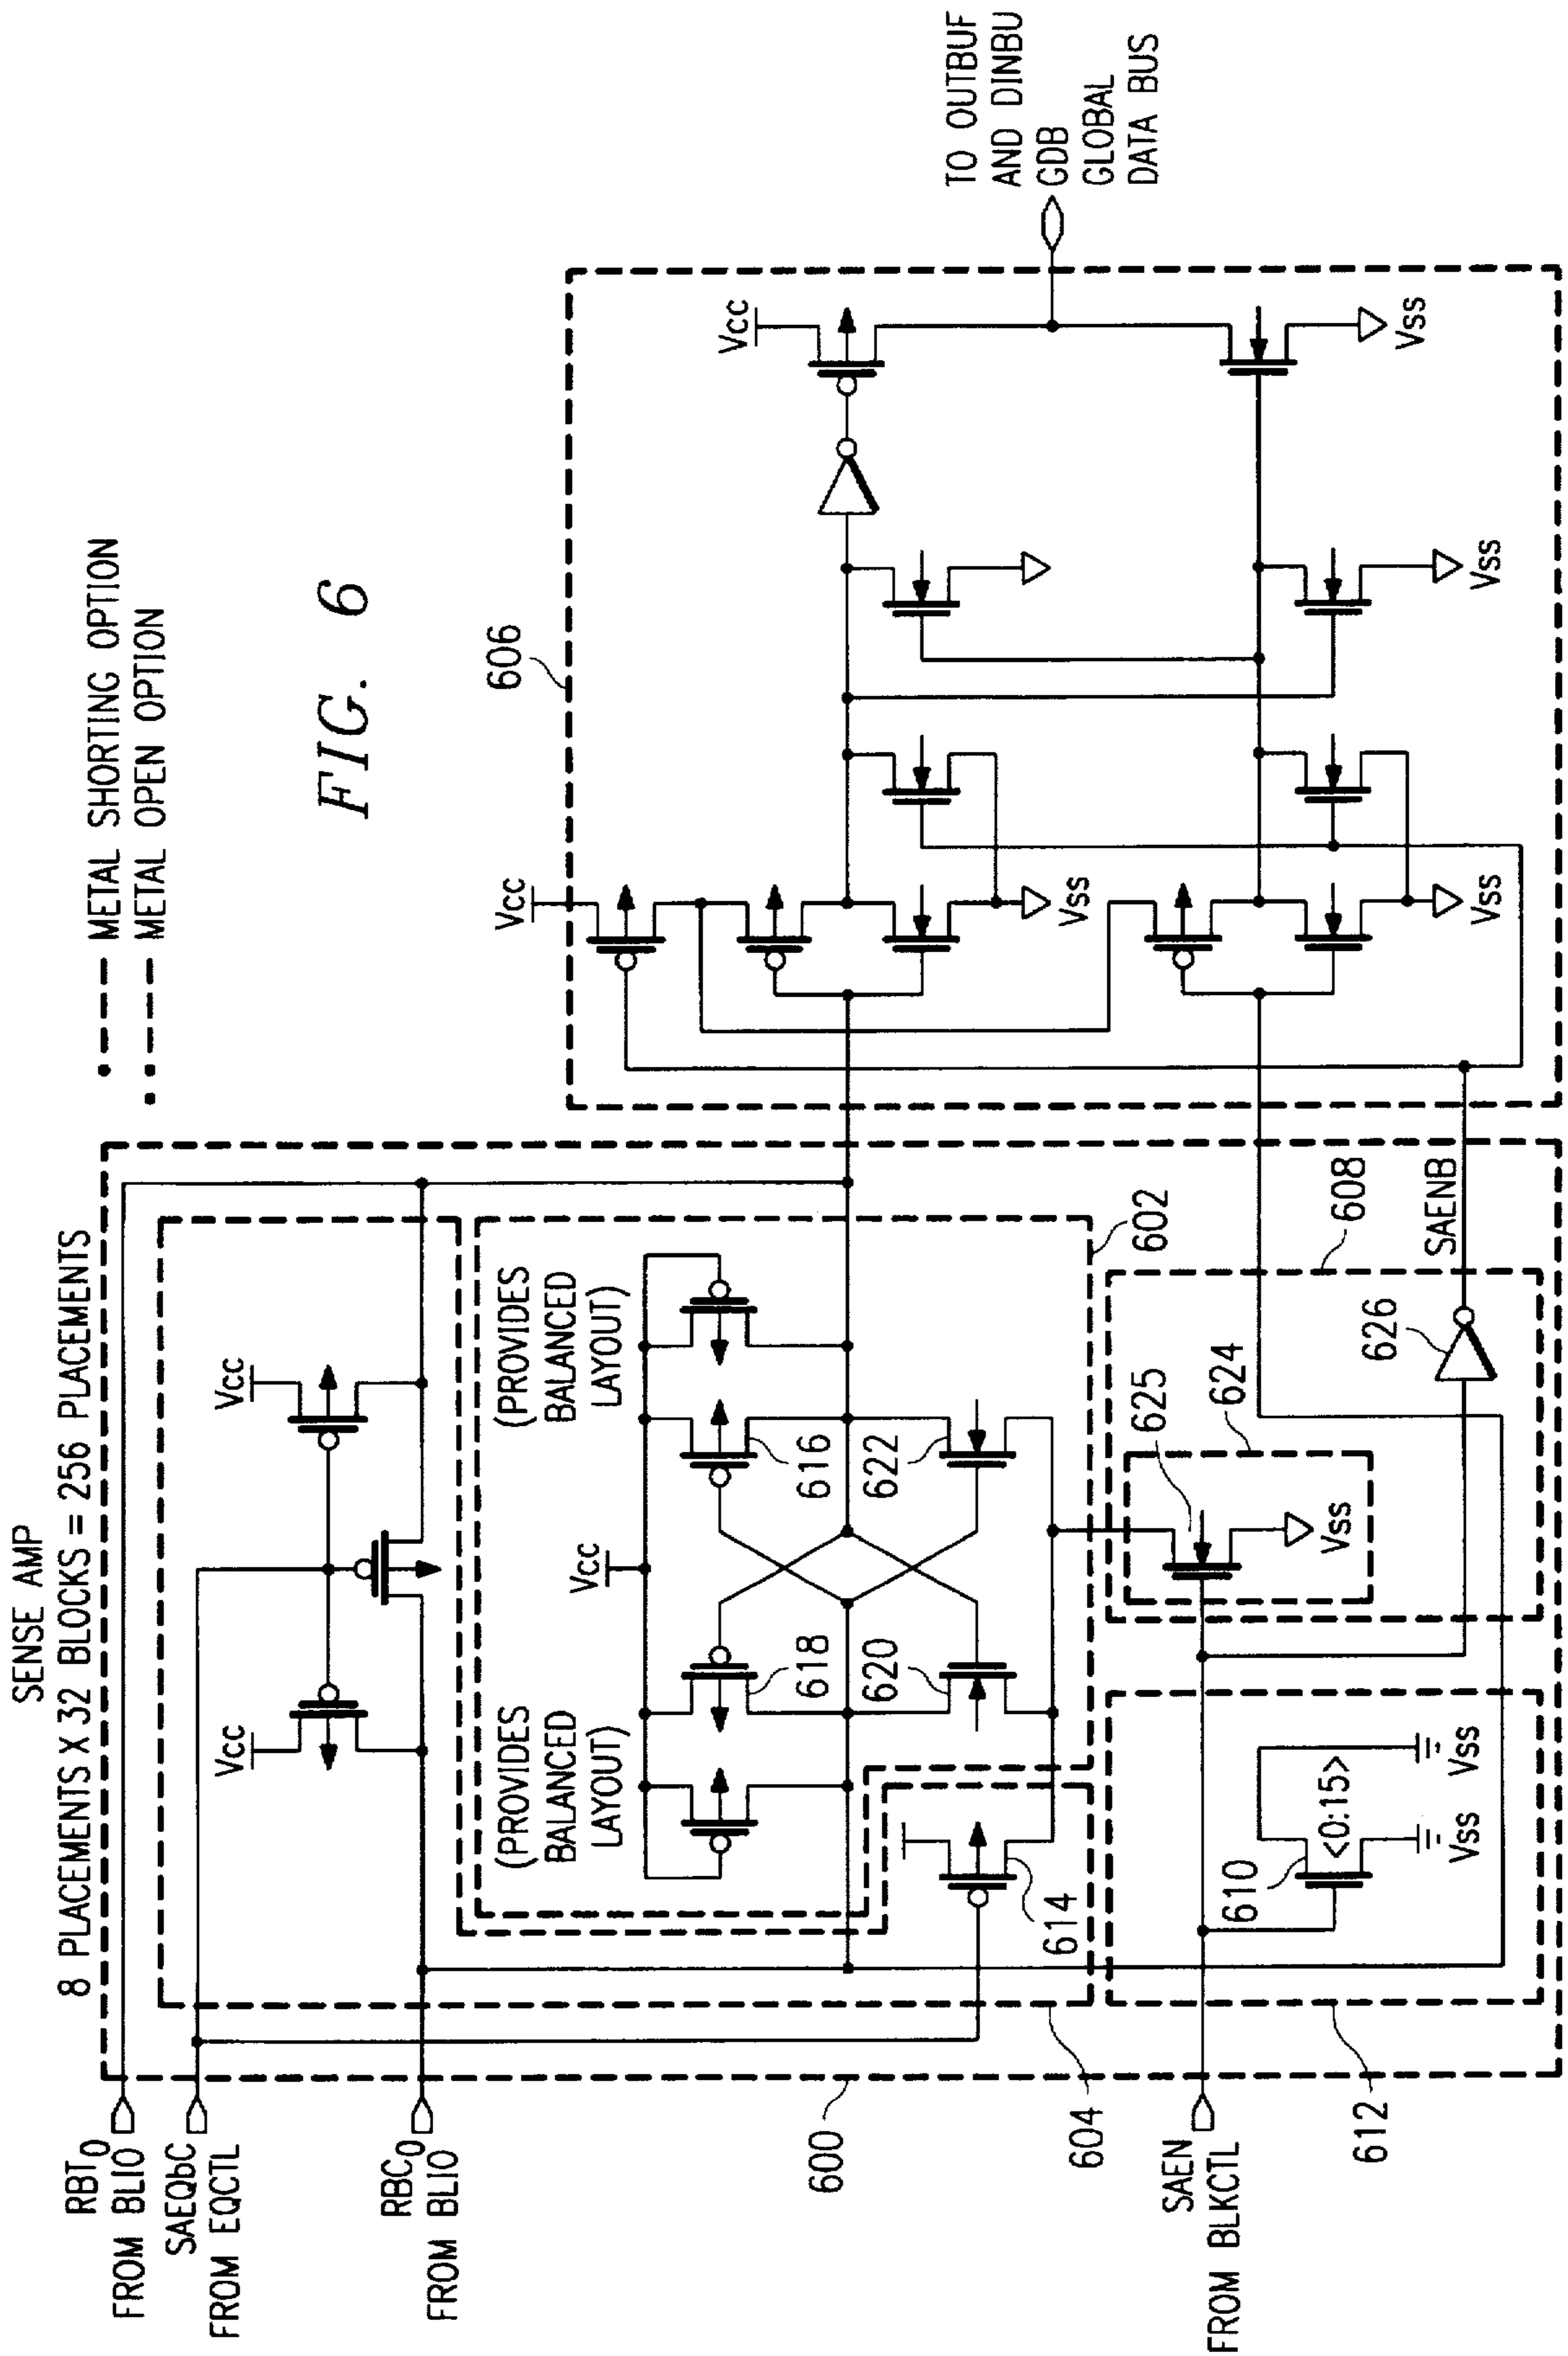 SENSE AMP
8 PLACEMENTS X 32 BLOCKS = 256 PLACEMENTS
METAL SHORTING OPTION
METAL OPEN OPTION
FIG. 6
RBT0
FROM BLIO
SAEQbC
FROM EQCTL
RBC0
FROM BLIO
Vcc
Vcc
(PROVIDES
BALANCED
LAYOUT)
Vcc
(PROVIDES
BALANCED
LAYOUT)
618
616
620
622
614
602
600
604
SAEN
FROM BLKCTL
612
610
<0:15>
Vss
Vss
625
624
Vss
626
608
SAENB
606
Vcc
Vss
Vss
Vss
Vcc
Vss
TO OUTBUF
AND DINBU
GDB
GLOBAL
DATA BUS